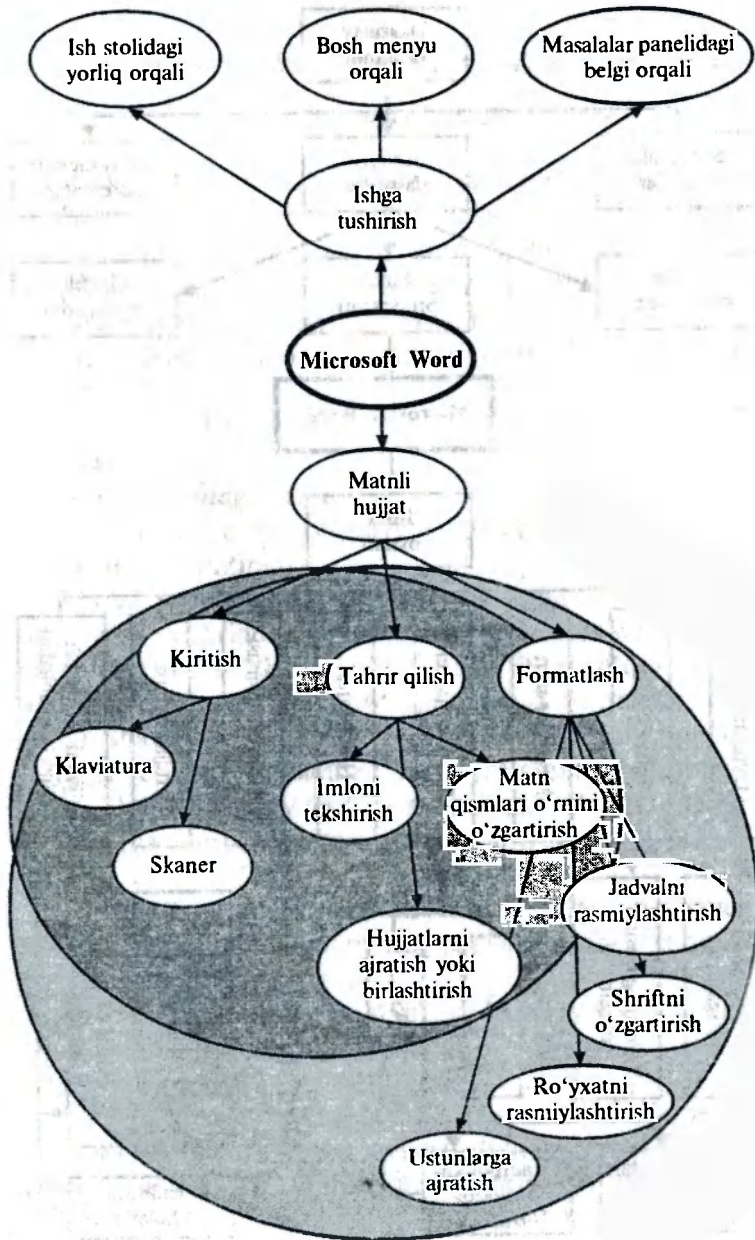 Ish stolidagi
yorliq orqali
Bosh menyu
orqali
Masalalar panelidagi
belgi orqali
Ishga
tushirish
Microsoft Word
Matnli
hujjat
Kiritish
Tahrir qilish
Formatlash
Klaviatura
Imloni
tekshirish
Matn
qismlari o‘rnini
o‘zgartirish
Skaner
Jadvalni
rasmiylashtirish
Hujjatlarni
ajratish yoki
birlashtirish
Shriftni
o‘zgartirish
Ro‘yxatni
rasmiylashtirish
Ustunlarga
ajratish